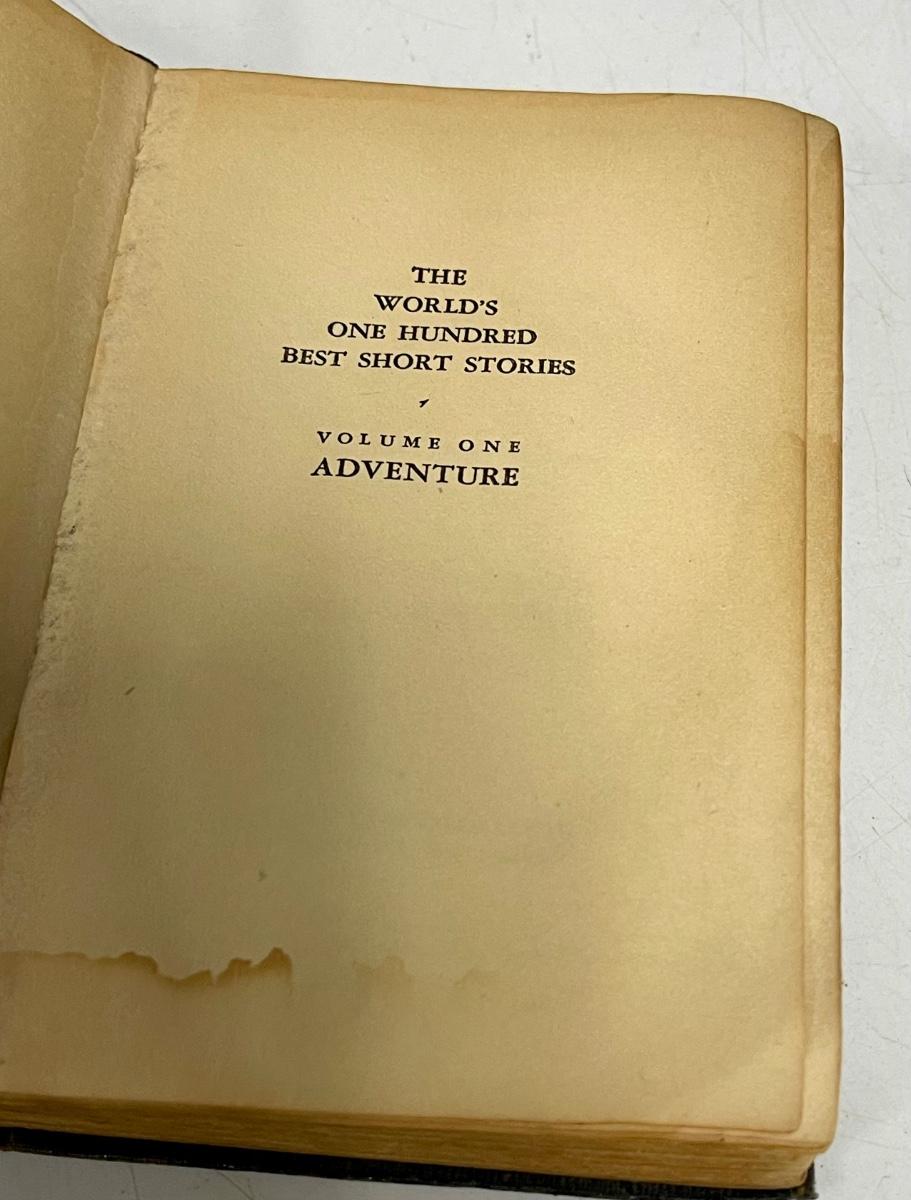 THE
WORLD'S
ONE HUNDRED
BEST SHORT STORIES
VOLUME ONE
ADVENTURE